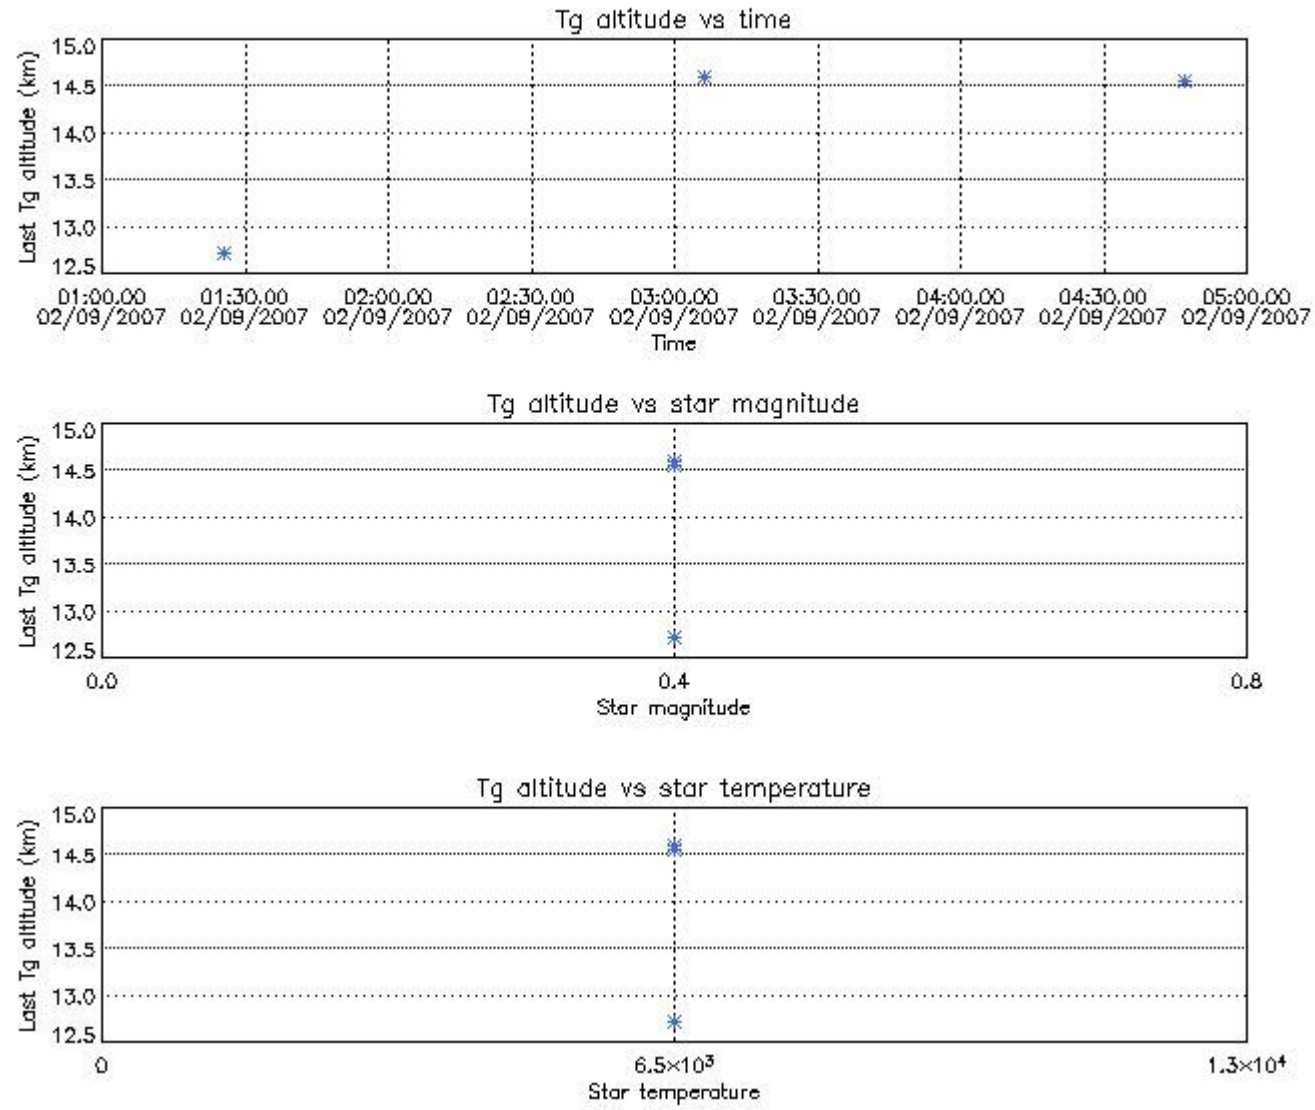 Tg altitude vs time
Last Tg altitude (km)
15.0
14.5
14.0
13.5
13.0
12.5
01:00.00 01:30.00 02:00.00 02:30.00 03:00.00 03:30.00 04:00.00 04:30.00 05:00.00
02/09/2007 02/09/2007 02/09/2007 02/09/2007 02/09/2007 02/09/2007 02/09/2007 02/09/2007 02/09/2007
Time
Tg altitude vs star magnitude
Last Tg altitude (km)
15.0
14.5
14.0
13.5
13.0
12.5
0.0 0.4 0.8
Star magnitude
Tg altitude vs star temperature
Last Tg altitude (km)
15.0
14.5
14.0
13.5
13.0
12.5
0 6.5×10³ 1.3×10⁴
Star temperature